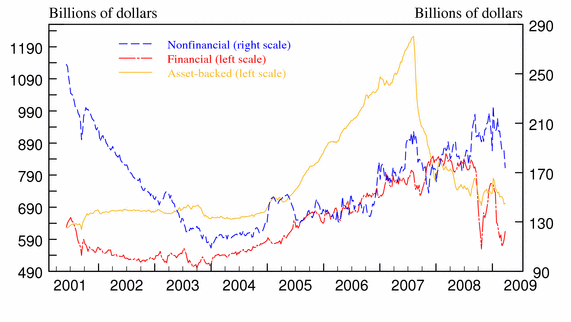 Billions of dollars Billions of dollars
Nonfinancial (right scale)
Financial (left scale)
Asset-backed (left scale)
290
1190
250
1090
990
210
890
170
790
690
130
590
490
90
2001 2002 2003 2004 2005 2006 2007 2008 2009